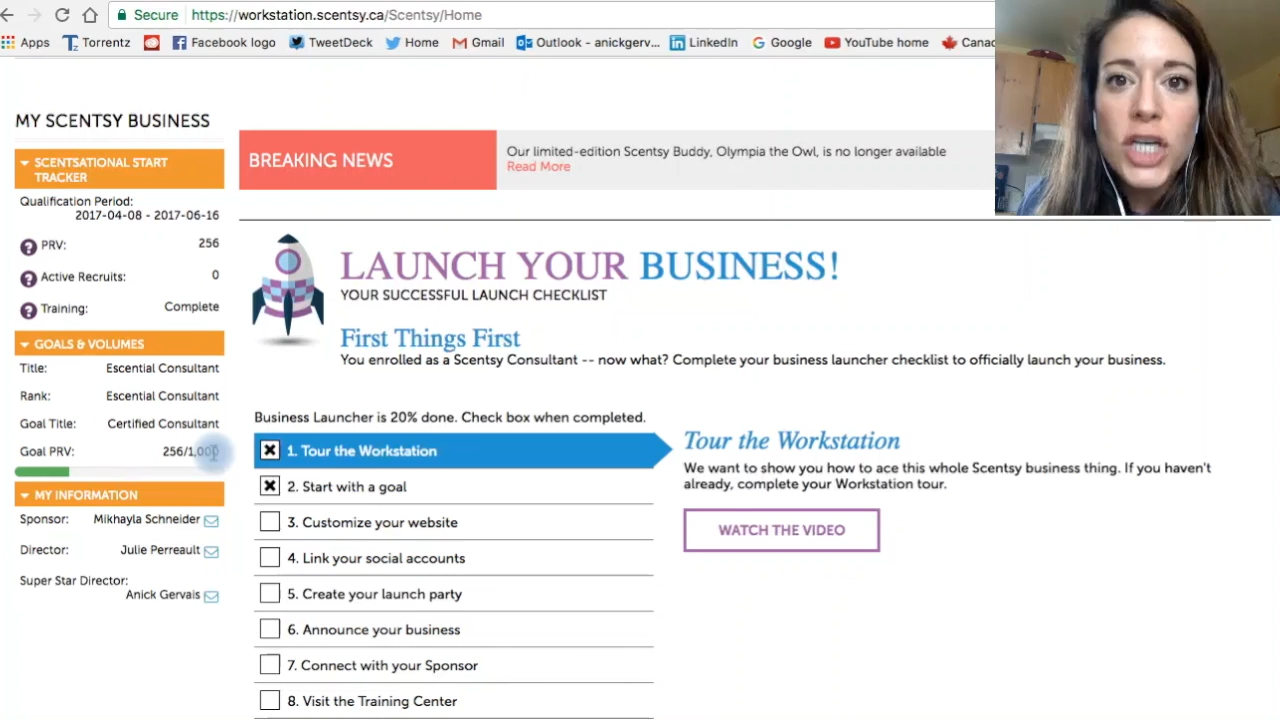 Secure
https://workstation.scentsy.ca/Scentsy/Home
Apps
Torrentz
Facebook logo
TweetDeck
Home
Gmail
Outlook - anickgerv...
LinkedIn
Google
YouTube home
Canac
MY SCENTSY BUSINESS
SCENTSATIONAL START
TRACKER
Qualification Period:
2017-04-08 - 2017-06-16
PRV: 256
Active Recruits: 0
Training: Complete
GOALS & VOLUMES
Title: Escential Consultant
Rank: Escential Consultant
Goal Title: Certified Consultant
Goal PRV: 256/1,000
MY INFORMATION
Sponsor: Mikhayla Schneider
Director: Julie Perreault
Super Star Director:
Anick Gervais
BREAKING NEWS
Our limited-edition Scentsy Buddy, Olympia the Owl, is no longer available
Read More
LAUNCH YOUR BUSINESS!
YOUR SUCCESSFUL LAUNCH CHECKLIST
First Things First
You enrolled as a Scentsy Consultant -- now what? Complete your business launcher checklist to officially launch your business.
Business Launcher is 20% done. Check box when completed.
1. Tour the Workstation
2. Start with a goal
3. Customize your website
4. Link your social accounts
5. Create your launch party
6. Announce your business
7. Connect with your Sponsor
8. Visit the Training Center
Tour the Workstation
We want to show you how to ace this whole Scentsy business thing. If you haven't
already, complete your Workstation tour.
WATCH THE VIDEO